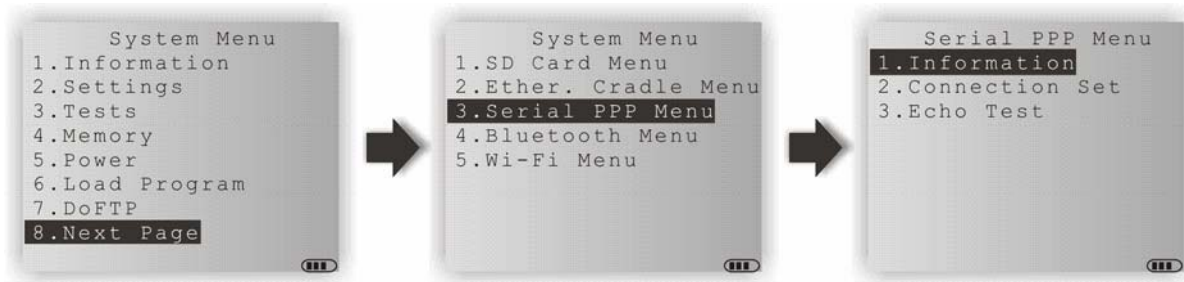 System Menu
1.Information
2.Settings
3.Tests
4.Memory
5.Power
6.Load Program
7.DoFTP
8.Next Page
System Menu
1.SD Card Menu
2.Ether. Cradle Menu
3.Serial PPP Menu
4.Bluetooth Menu
5.Wi-Fi Menu
Serial PPP Menu
1.Information
2.Connection Set
3.Echo Test